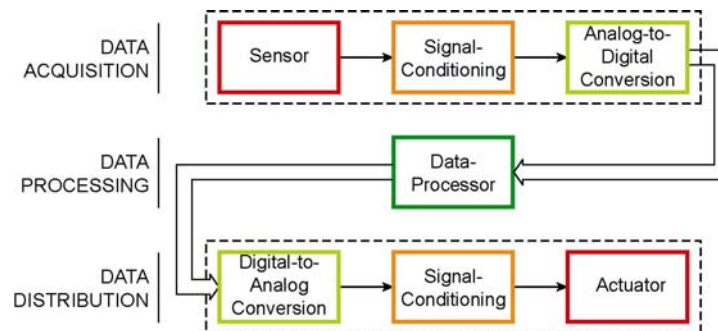 DATA
ACQUISITION
Sensor
Signal-
Conditioning
Analog-to-
Digital
Conversion
DATA
PROCESSING
Data-
Processor
DATA
DISTRIBUTION
Digital-to-
Analog
Conversion
Signal-
Conditioning
Actuator